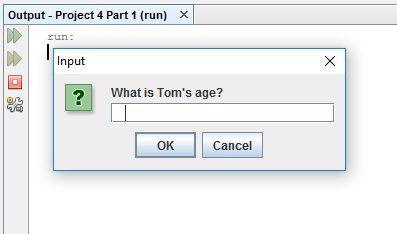 Output - Project 4 Part 1 (run) ×
run:
Input
?
What is Tom's age?
OK Cancel